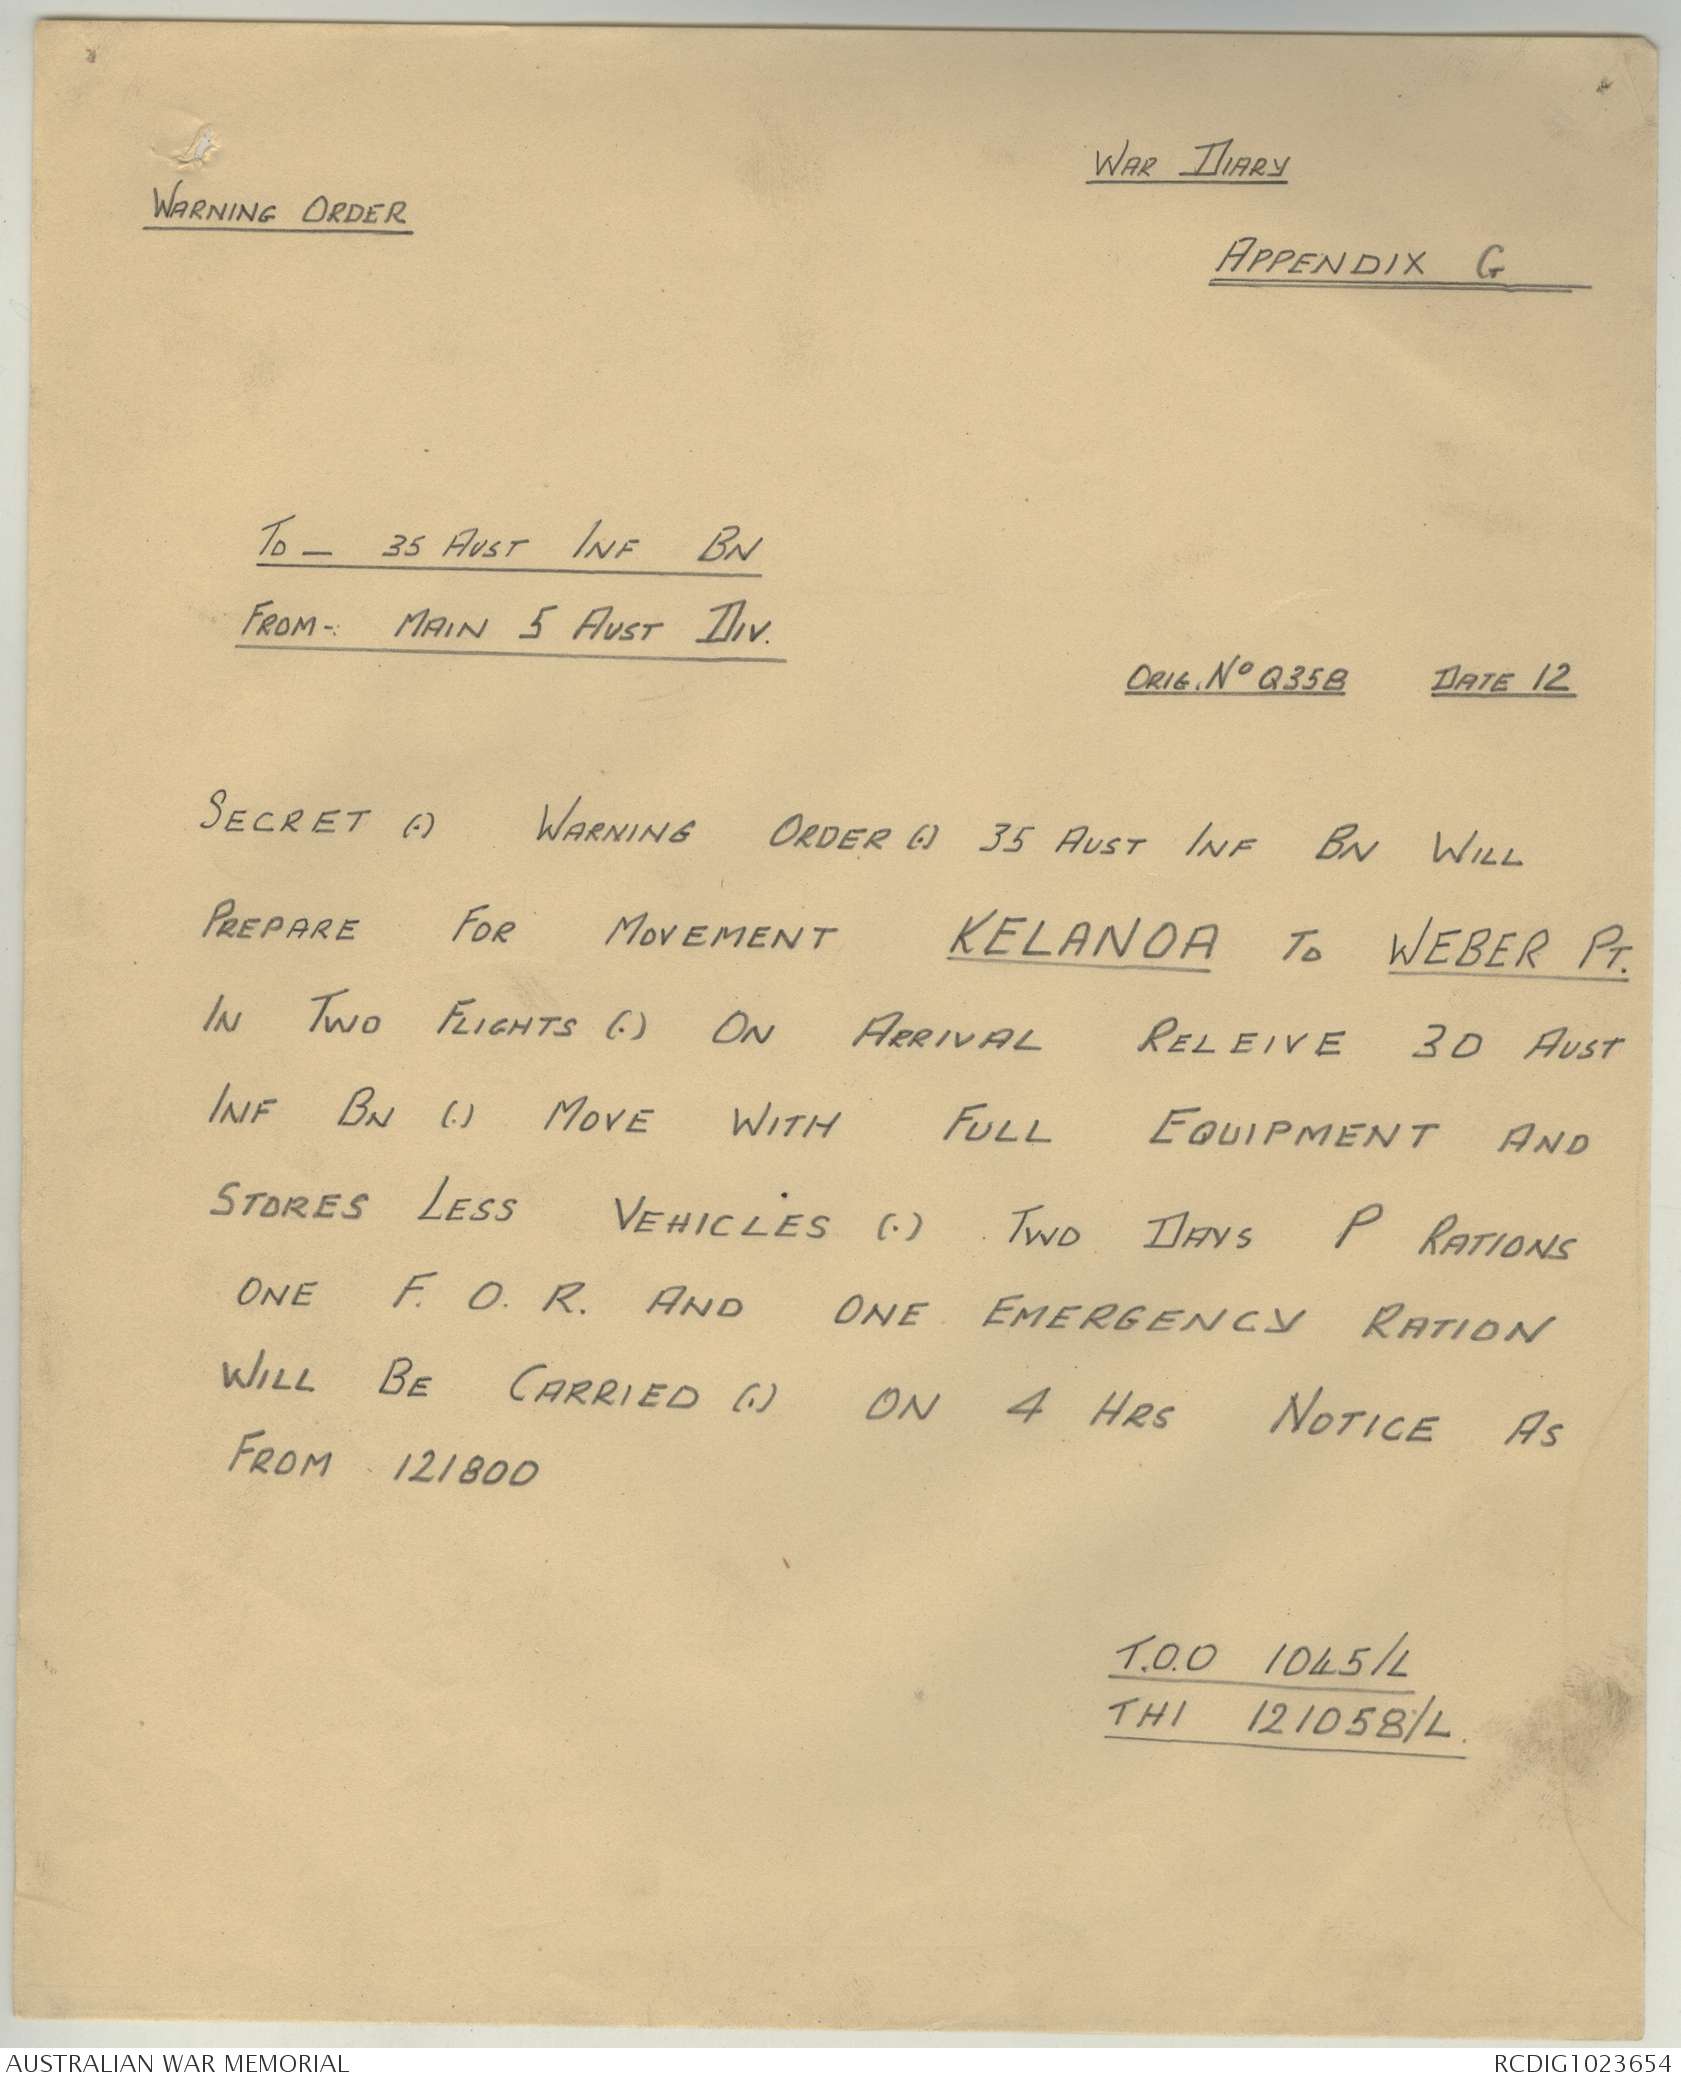 WAR DIARY
WARNING ORDER
APPENDIX G
TO — 35 AUST INF BN
FROM -: MAIN 5 AUST DIV.
ORIG. Nº Q35B DATE 12
SECRET (.) WARNING ORDER (.) 35 AUST INF BN WILL
PREPARE FOR MOVEMENT KELANOA TO WEBER PT.
IN TWO FLIGHTS (.) ON ARRIVAL RELEIVE 30 AUST
INF BN (.) MOVE WITH FULL EQUIPMENT AND
STORES LESS VEHICLES (.) TWO DAYS P RATIONS
ONE F. O. R. AND ONE EMERGENCY RATION
WILL BE CARRIED (.) ON 4 HRS NOTICE AS
FROM 121800
T.O.O 1045/L
THI 121058/L.
AUSTRALIAN WAR MEMORIAL
RCDIG1023654